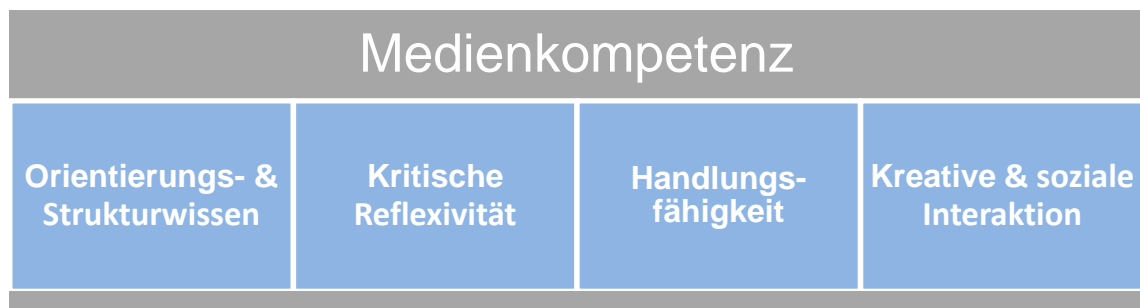 Medienkompetenz
Orientierungs- &
Strukturwissen
Kritische
Reflexivität
Handlungs-
fähigkeit
Kreative & soziale
Interaktion